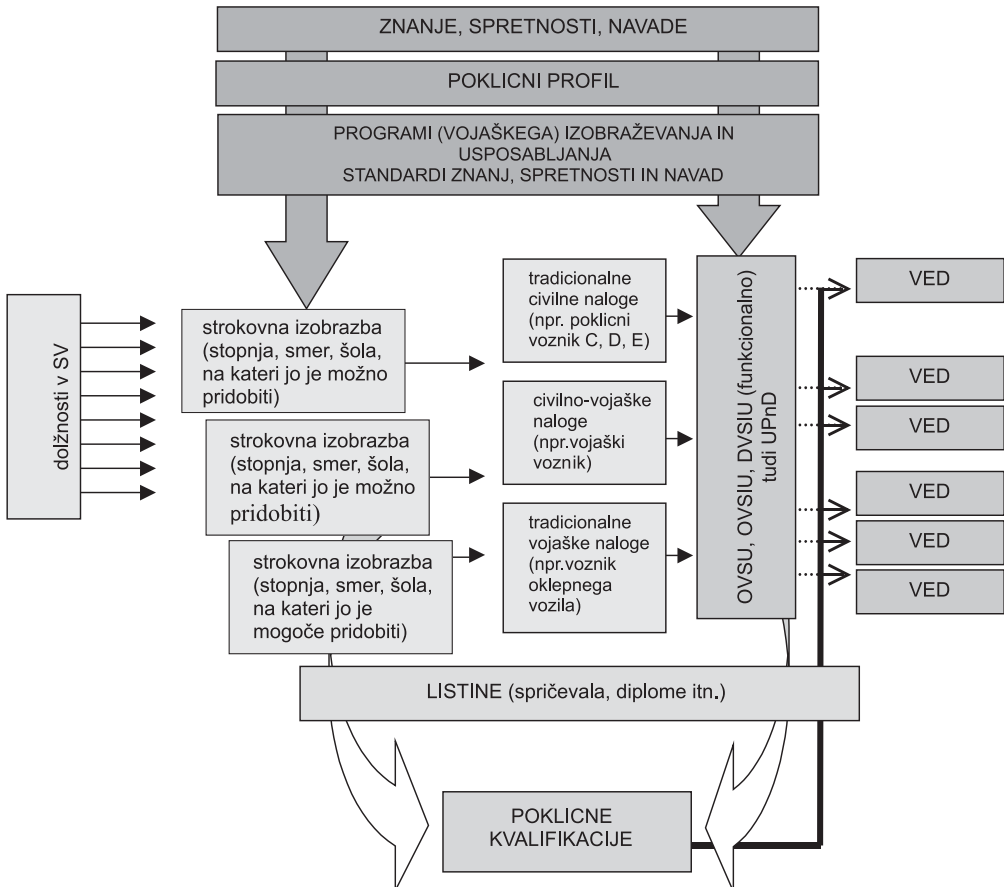 ZNANJE, SPRETNOSTI, NAVADE
POKLICNI PROFIL
PROGRAMI (VOJAŠKEGA) IZOBRAŽEVANJA IN
USPOSABLJANJA
STANDARDI ZNANJ, SPRETNOSTI IN NAVAD
dolžnosti v SV
strokovna izobrazba
(stopnja, smer, šola,
na kateri jo je možno
pridobiti)
strokovna izobrazba
(stopnja, smer, šola,
na kateri jo je možno
pridobiti)
strokovna izobrazba
(stopnja, smer, šola,
na kateri jo je
mogoče pridobiti)
tradicionalne
civilne naloge
(npr. poklicni
voznik C, D, E)
civilno-vojaške
naloge
(npr.vojaški
voznik)
tradicionalne
vojaške naloge
(npr.voznik
oklepnega
vozila)
OVSU, OVSIU, DVSIU (funkcionalno)
tudi UPnD
VED
VED
VED
VED
VED
VED
LISTINE (spričevala, diplome itn.)
POKLICNE
KVALIFIKACIJE